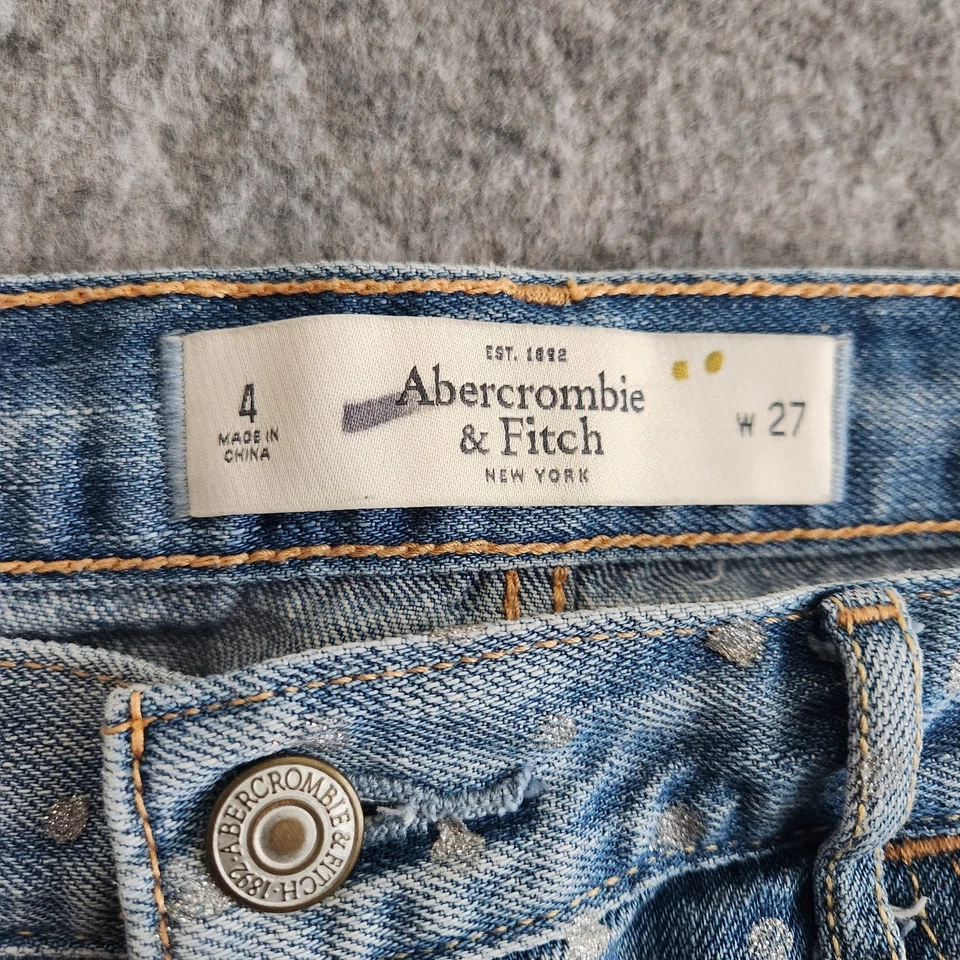 4
MADE IN
CHINA
EST. 1892
Abercrombie
& Fitch
NEW YORK
W 27
ABERCROMBIE & FITCH · 1892 ·